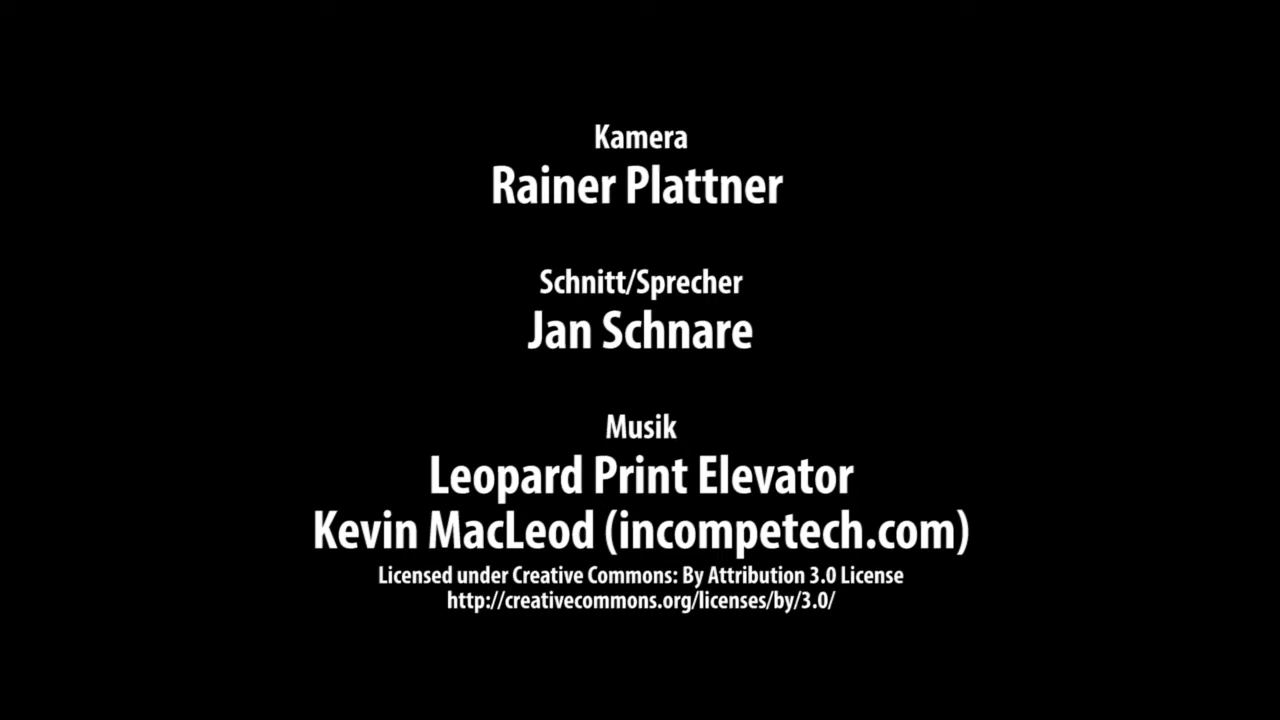 Kamera
Rainer Plattner
Schnitt/Sprecher
Jan Schnare
Musik
Leopard Print Elevator
Kevin MacLeod (incompetech.com)
Licensed under Creative Commons: By Attribution 3.0 License
http://creativecommons.org/licenses/by/3.0/